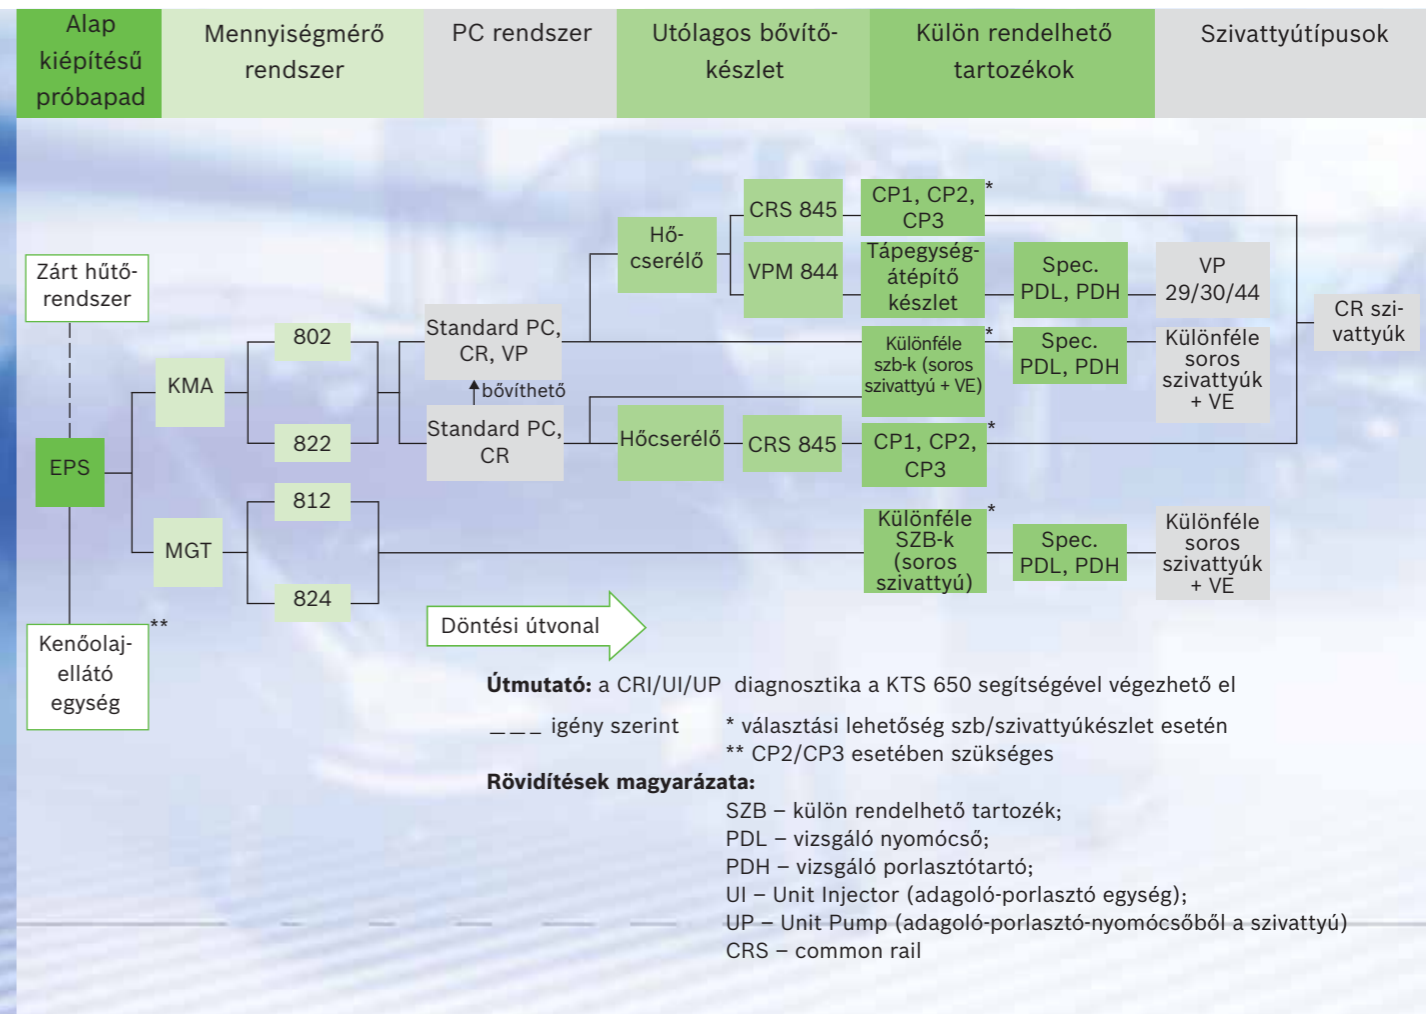 Alap
kiépítésű
próbapad
Mennyiségmérő
rendszer
PC rendszer
Utólagos bővítő-
készlet
Külön rendelhető
tartozékok
Szivattyútípusok
Zárt hűtő-
rendszer
EPS
Kenőolaj-
ellátó
egység
**
KMA
MGT
802
822
812
824
Standard PC,
CR, VP
bővíthető
Standard PC,
CR
Hő-
cserélő
CRS 845
VPM 844
CP1, CP2,
CP3
*
Tápegység-
átépítő
készlet
Spec.
PDL, PDH
VP
29/30/44
Különféle
szb-k (soros
szivattyú + VE)
*
Spec.
PDL, PDH
Különféle
soros
szivattyúk
+ VE
CR szi-
vattyúk
Hőcserélő
CRS 845
CP1, CP2,
CP3
*
Különféle
SZB-k
(soros
szivattyú)
*
Spec.
PDL, PDH
Különféle
soros
szivattyúk
+ VE
Döntési útvonal
Útmutató: a CRI/UI/UP diagnosztika a KTS 650 segítségével végezhető el
___ igény szerint
* választási lehetőség szb/szivattyúkészlet esetén
** CP2/CP3 esetében szükséges
Rövidítések magyarázata:
SZB – külön rendelhető tartozék;
PDL – vizsgáló nyomócső;
PDH – vizsgáló porlasztótartó;
UI – Unit Injector (adagoló-porlasztó egység);
UP – Unit Pump (adagoló-porlasztó-nyomócsőből a szivattyú)
CRS – common rail